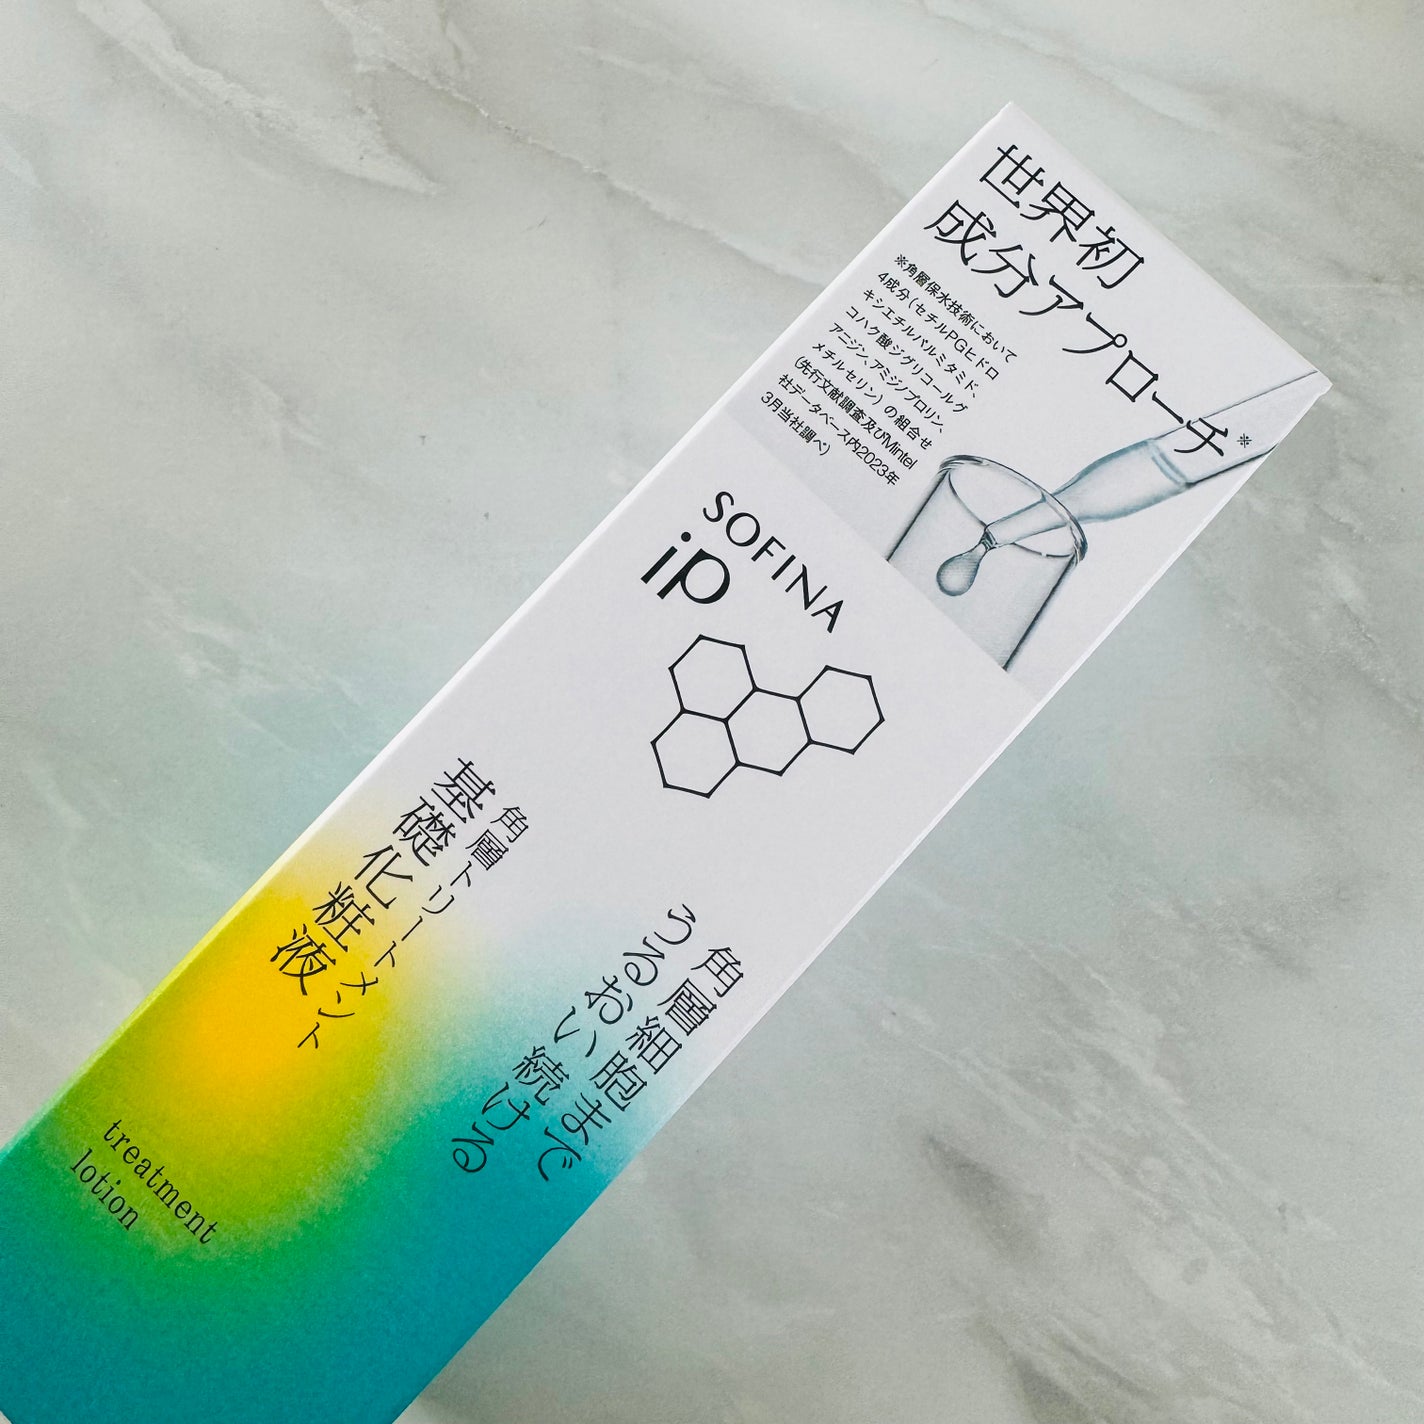 世界初
成分アプローチ※
※角層保水技術において
4成分(セチルPGヒドロ
キシエチルパルミタミド、
コハク酸ジグリコールグ
アニジン、アミジノプロリン、
メチルセリン)の組合せ
(先行文献調査及びMintel
社データベース内2023年
3月当社調べ)
SOFINA
ip
角層細胞まで
うるおい続ける
角層トリートメント
基礎化粧液
treatment
lotion